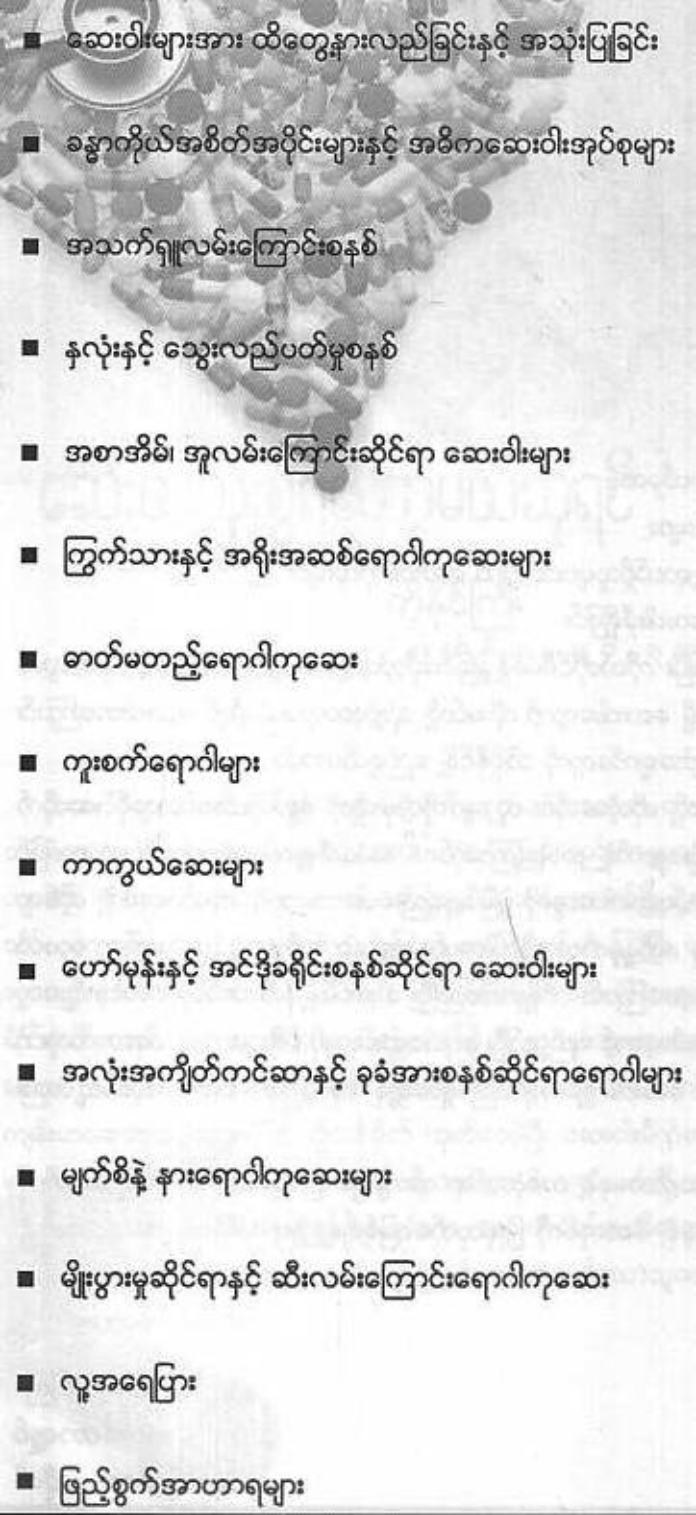 ■ ဆေးဝါးများအား ထိတွေ့နားလည်ခြင်းနှင့် အသုံးပြုခြင်း
■ ခန္ဓာကိုယ်အစိတ်အပိုင်းများနှင့် အဓိကဆေးဝါးအုပ်စုများ
■ အသက်ရှူလမ်းကြောင်းစနစ်
■ နှလုံးနှင့် သွေးလည်ပတ်မှုစနစ်
■ အစာအိမ်၊ အူလမ်းကြောင်းဆိုင်ရာ ဆေးဝါးများ
■ ကြွက်သားနှင့် အရိုးအဆစ်ရောဂါကုဆေးများ
■ ဓာတ်မတည့်ရောဂါကုဆေး
■ ကူးစက်ရောဂါများ
■ ကာကွယ်ဆေးများ
■ ဟော်မုန်းနှင့် အင်ဒိုခရိုင်းစနစ်ဆိုင်ရာ ဆေးဝါးများ
■ အလုံးအကျိတ်ကင်ဆာနှင့် ခုခံအားစနစ်ဆိုင်ရာရောဂါများ
■ မျက်စိနဲ့ နားရောဂါကုဆေးများ
■ မျိုးပွားမှုဆိုင်ရာနှင့် ဆီးလမ်းကြောင်းရောဂါကုဆေး
■ လူ့အရေပြား
■ ဖြည့်စွက်အာဟာရများ